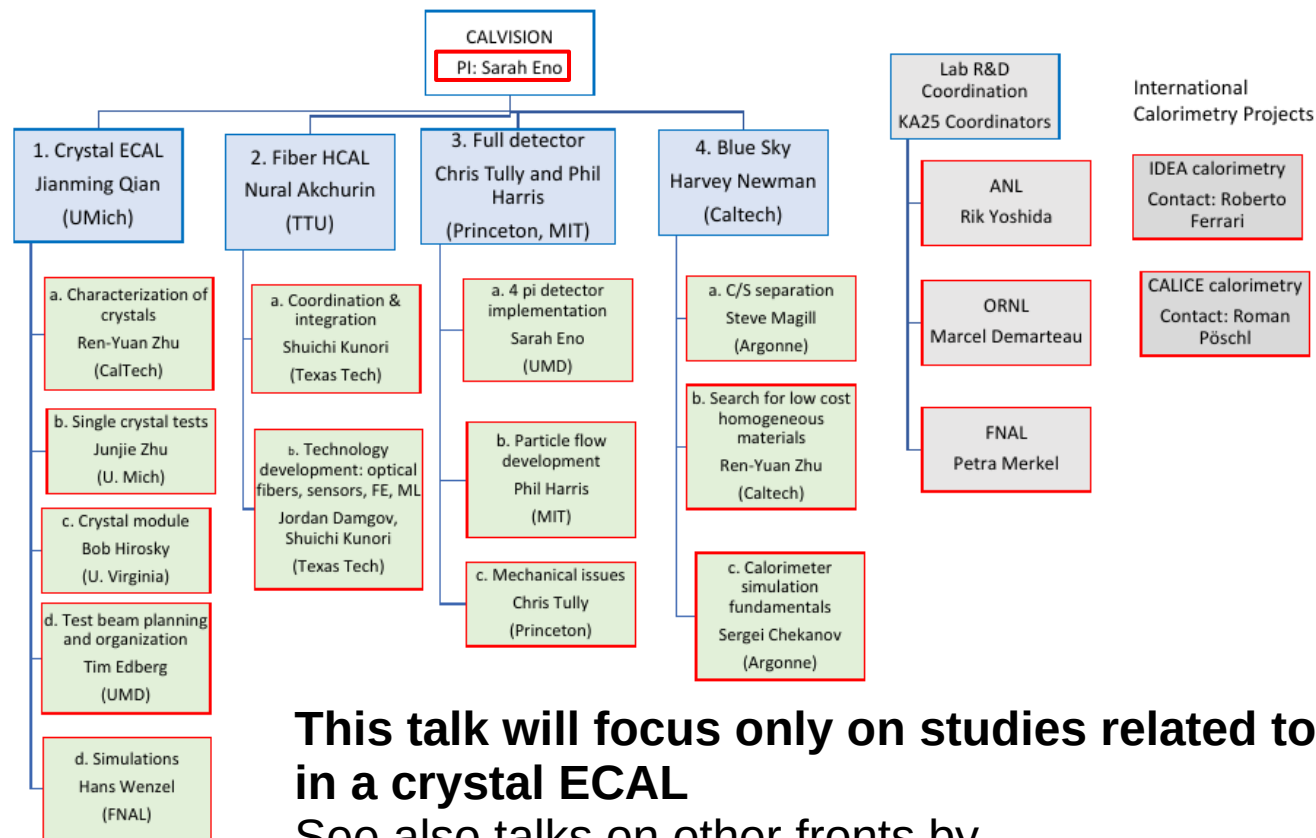 CALVISION
PI: Sarah Eno
1. Crystal ECAL
Jianming Qian
(UMich)
a. Characterization of
crystals
Ren-Yuan Zhu
(CalTech)
b. Single crystal tests
Junjie Zhu
(U. Mich)
c. Crystal module
Bob Hirosky
(U. Virginia)
d. Test beam planning
and organization
Tim Edberg
(UMD)
d. Simulations
Hans Wenzel
(FNAL)
2. Fiber HCAL
Nural Akchurin
(TTU)
a. Coordination &
integration
Shuichi Kunori
(Texas Tech)
b. Technology
development: optical
fibers, sensors, FE, ML
Jordan Damgov,
Shuichi Kunori
(Texas Tech)
3. Full detector
Chris Tully and Phil
Harris
(Princeton, MIT)
a. 4 pi detector
implementation
Sarah Eno
(UMD)
b. Particle flow
development
Phil Harris
(MIT)
c. Mechanical issues
Chris Tully
(Princeton)
4. Blue Sky
Harvey Newman
(Caltech)
a. C/S separation
Steve Magill
(Argonne)
b. Search for low cost
homogeneous
materials
Ren-Yuan Zhu
(Caltech)
c. Calorimeter
simulation
fundamentals
Sergei Chekanov
(Argonne)
Lab R&D
Coordination
KA25 Coordinators
ANL
Rik Yoshida
ORNL
Marcel Demarteau
FNAL
Petra Merkel
International
Calorimetry Projects
IDEA calorimetry
Contact: Roberto
Ferrari
CALICE calorimetry
Contact: Roman
Pöschl
This talk will focus only on studies related to
in a crystal ECAL
See also talks on other fronts by